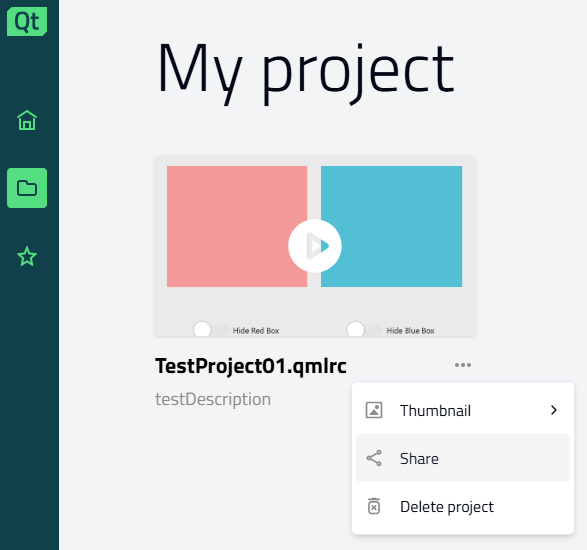 Qt
My project
Hide Red Box
Hide Blue Box
TestProject01.qmlrc
testDescription
Thumbnail
Share
Delete project